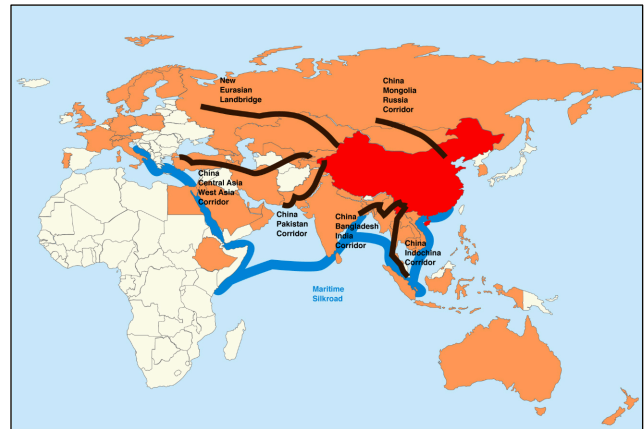 New
Eurasian
Landbridge
China
Mongolia
Russia
Corridor
China
Central Asia
West Asia
Corridor
China
Pakistan
Corridor
China
Bangladesh
India
Corridor
China
Indochina
Corridor
Maritime
Silkroad